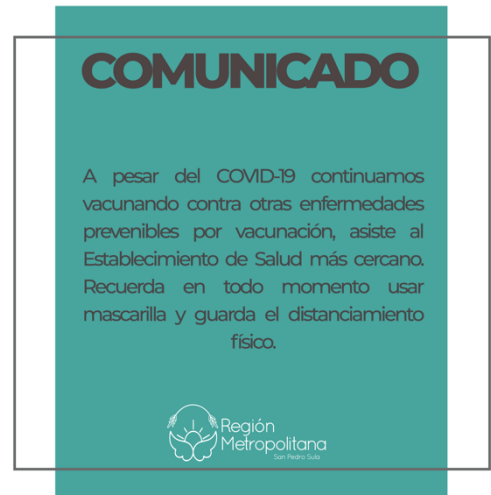 COMUNICADO
A pesar del COVID-19 continuamos
vacunando contra otras enfermedades
prevenibles por vacunación, asiste al
Establecimiento de Salud más cercano.
Recuerda en todo momento usar
mascarilla y guarda el distanciamiento
físico.
Región
Metropolitana
San Pedro Sula